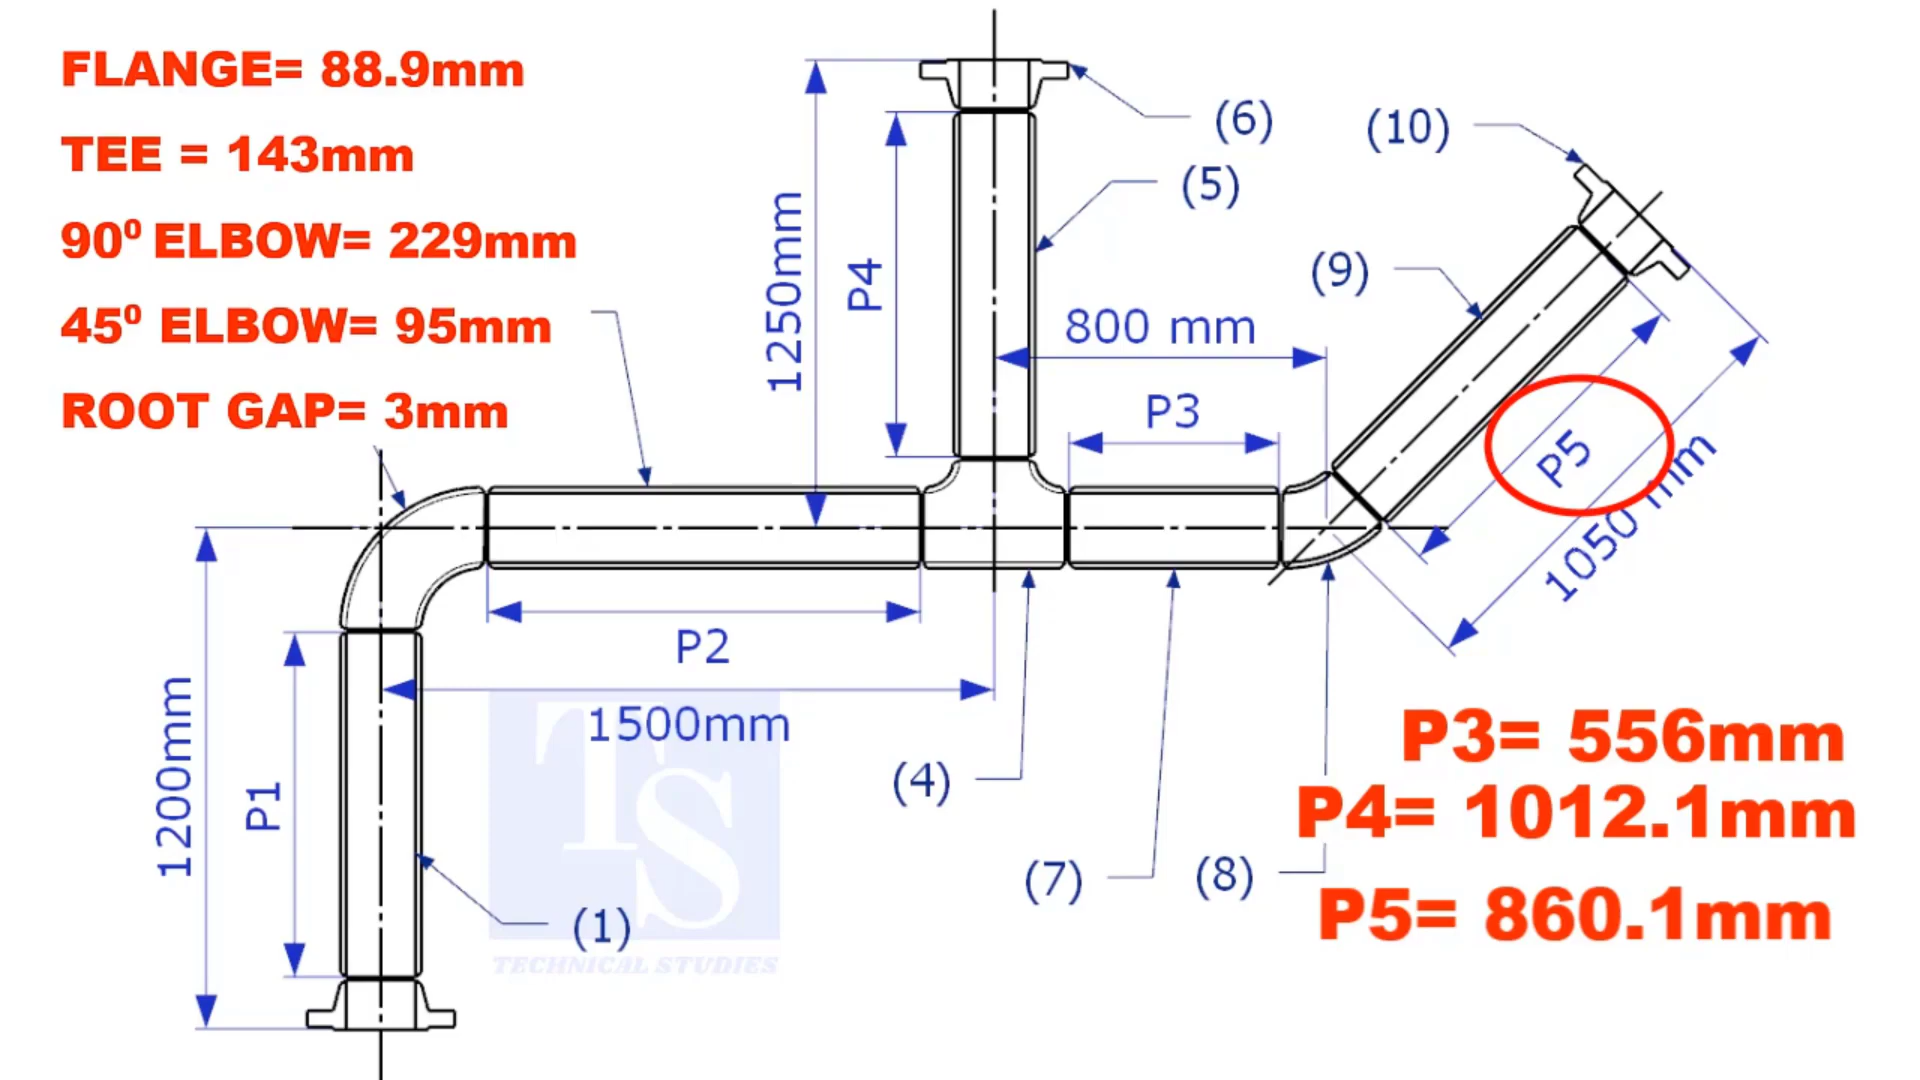 FLANGE= 88.9mm
TEE = 143mm
90⁰ ELBOW= 229mm
45⁰ ELBOW= 95mm
ROOT GAP= 3mm
(6)
(10)
(5)
1250mm
P4
(9)
800 mm
P3
P5
1050 mm
P2
1500mm
1200mm
P1
(4)
(7)
(8)
(1)
TS
TECHNICAL STUDIES
P3= 556mm
P4= 1012.1mm
P5= 860.1mm